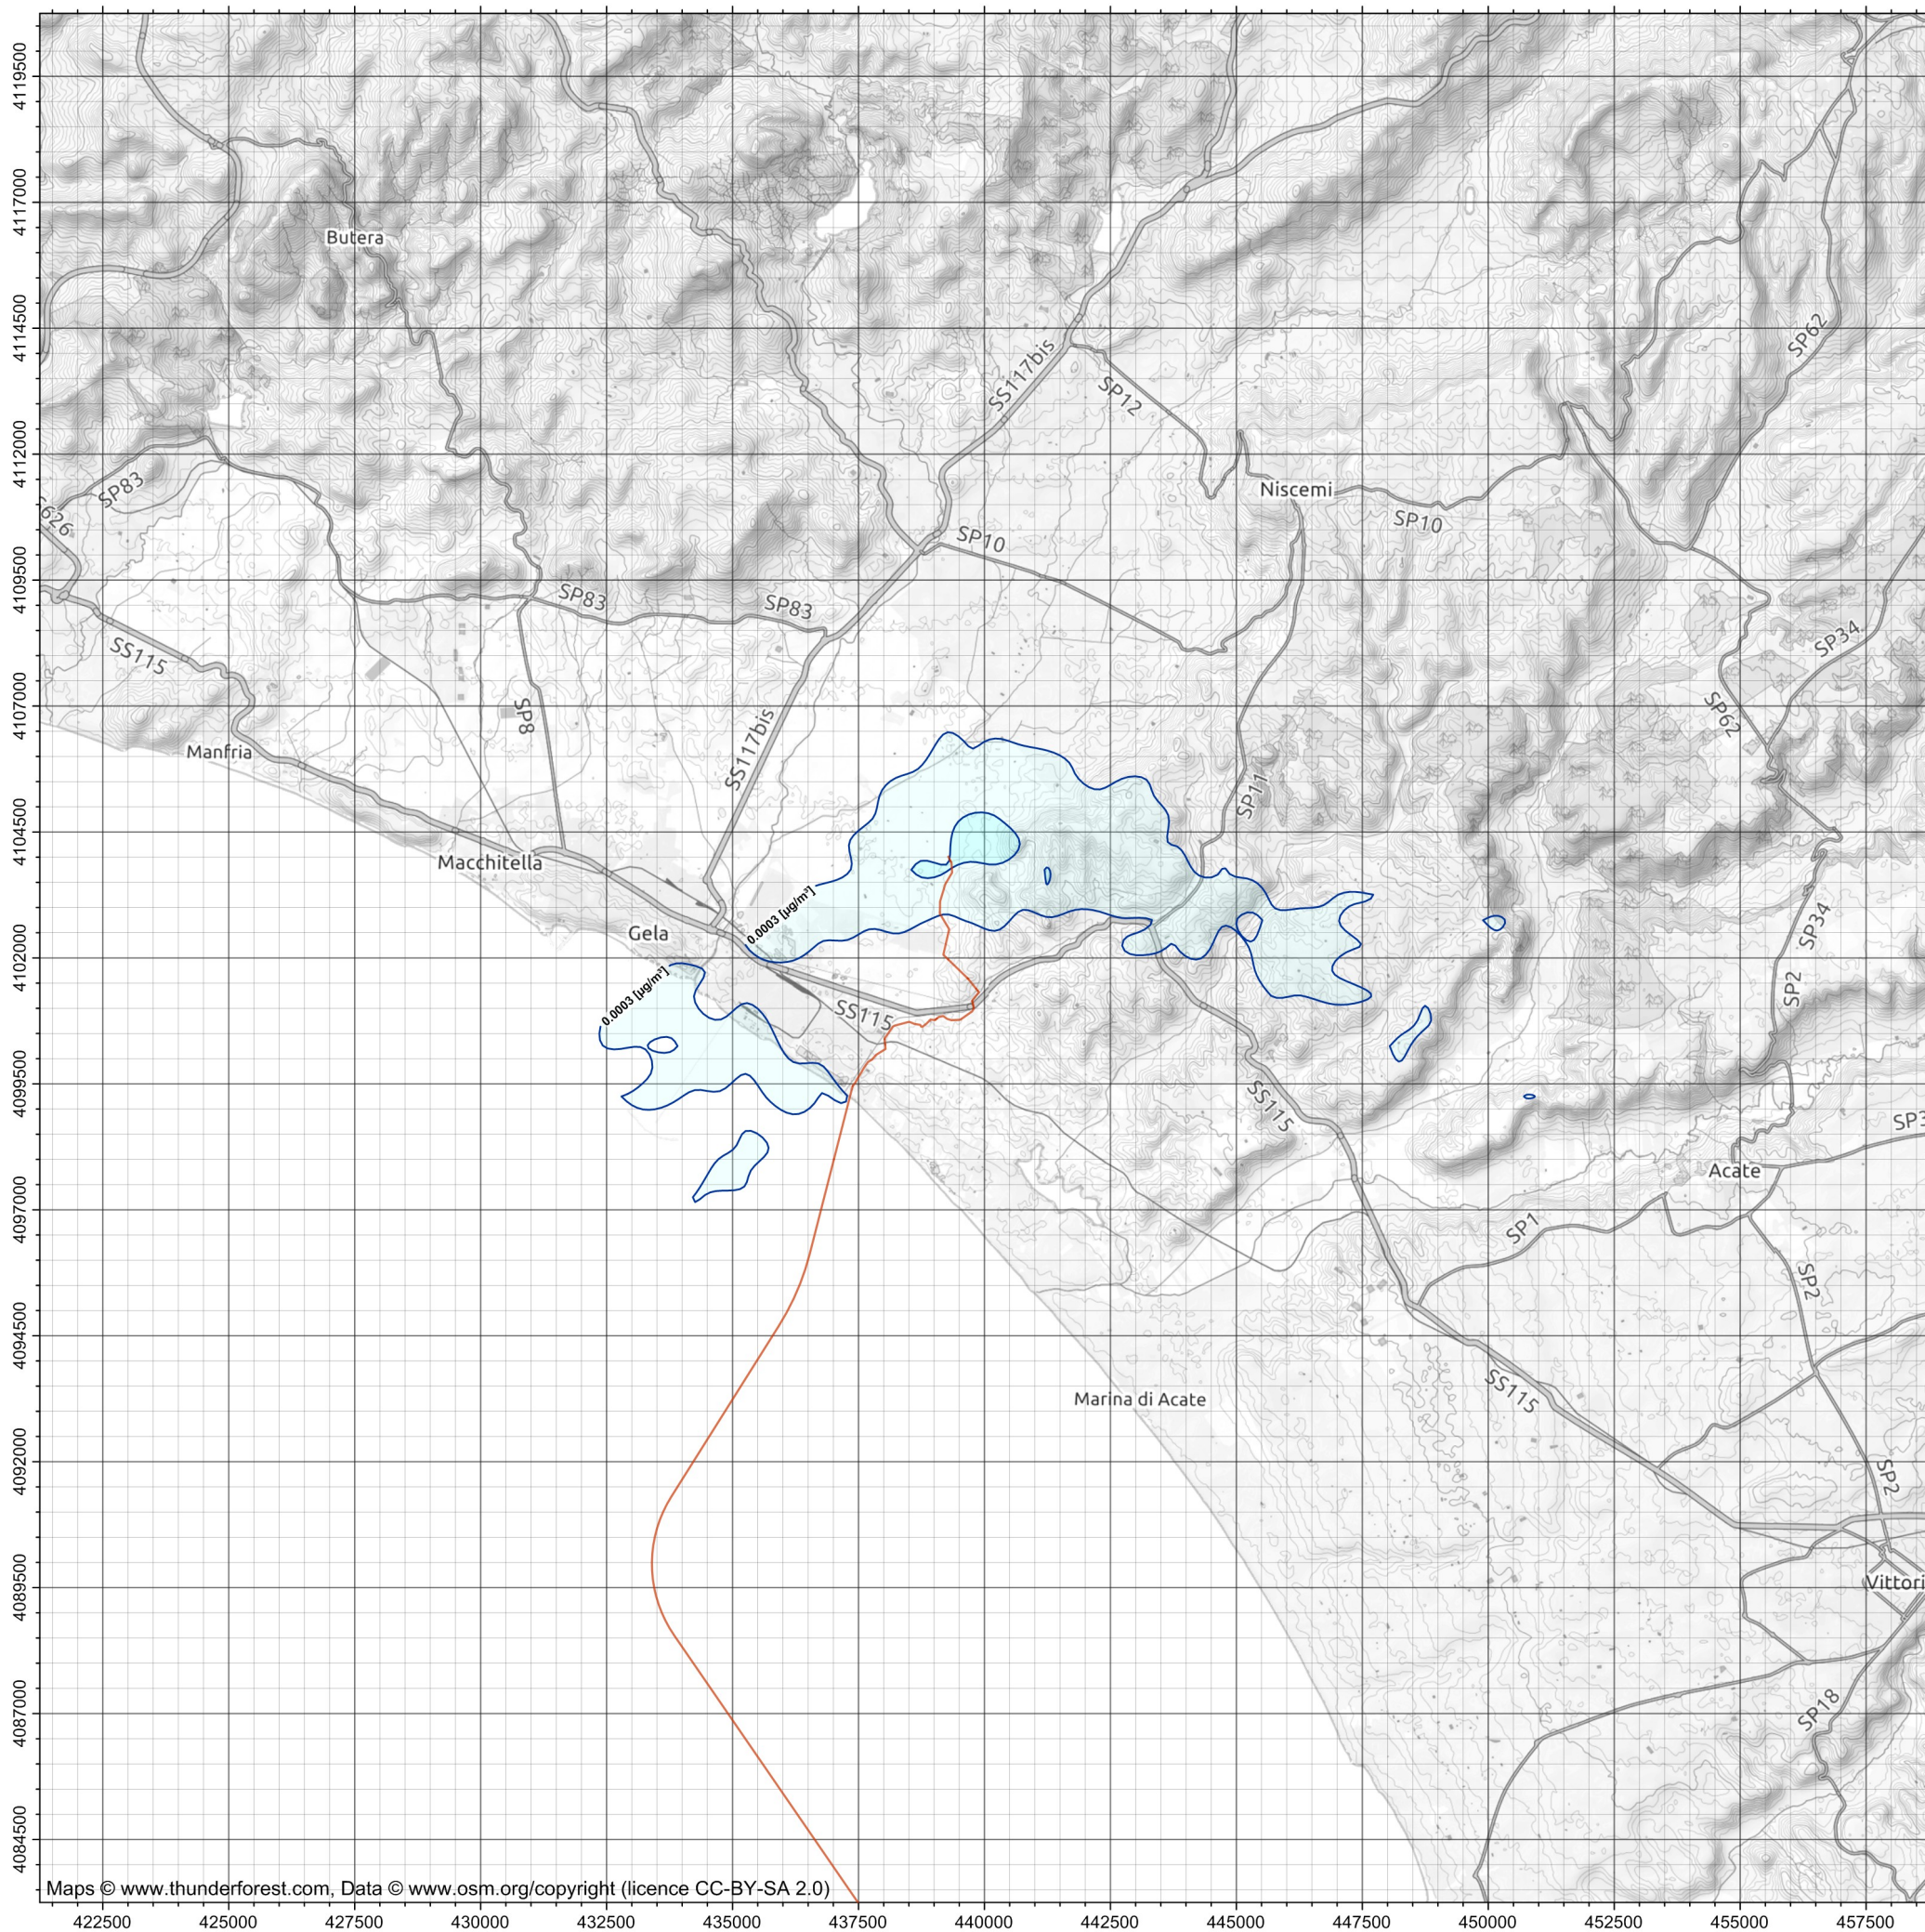 4119500
4117000
Butera
4114500
SP62
SS117bis
SP12
4112000
SP83
Niscemi
626
SP10
SP10
4109500
SP83
SP83
SS115
SP34
4107000
SP8
SS117bis
SP62
Manfria
SP11
4104500
Macchitella
0.0003 [µg/m³]
Gela
SP34
4102000
0.0003 [µg/m³]
SP2
SS115
4099500
SS115
SP3
Acate
4097000
SP1
SP2
4094500
SS115
Marina di Acate
4092000
SP2
4089500
Vittori
4087000
SP18
4084500
Maps © www.thunderforest.com, Data © www.osm.org/copyright (licence CC-BY-SA 2.0)
422500 425000 427500 430000 432500 435000 437500 440000 442500 445000 447500 450000 452500 455000 457500